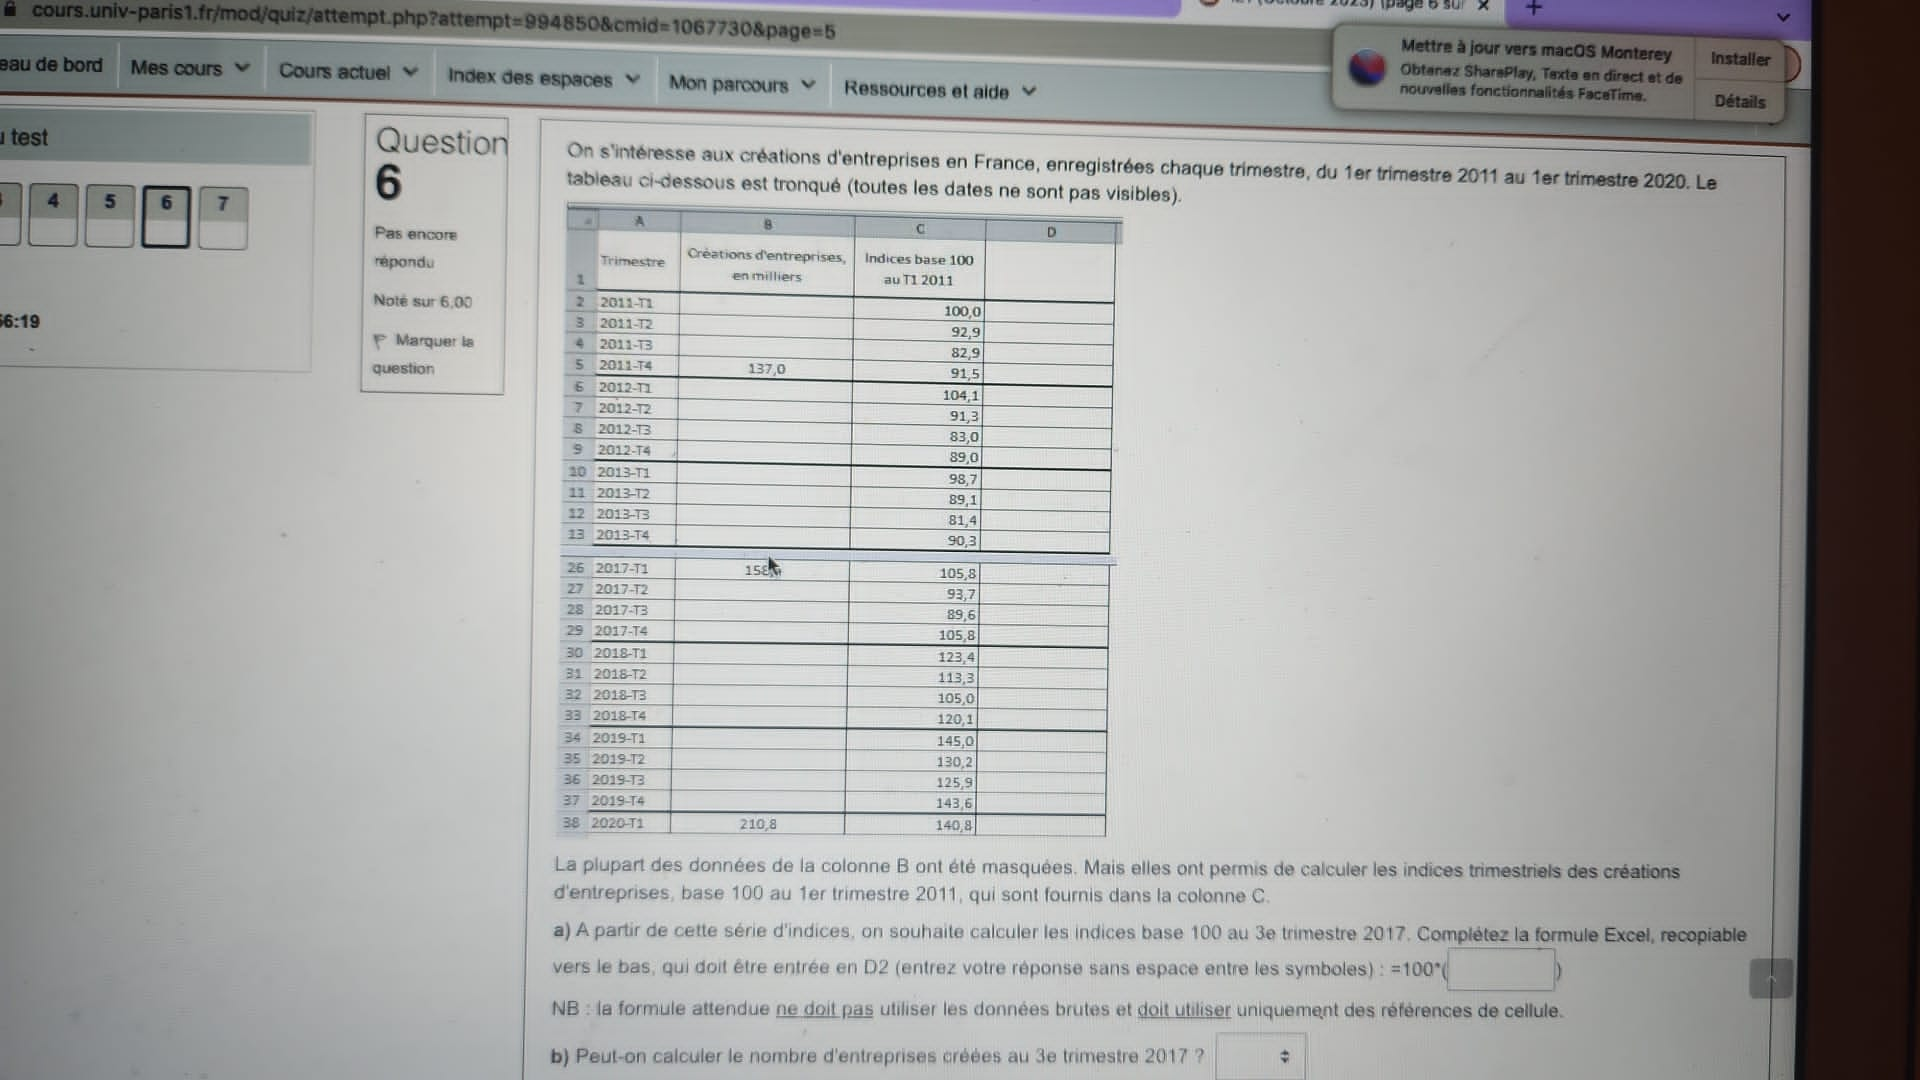 cours.univ-paris1.fr/mod/quiz/attempt.php?attempt=994850&cmid=1067730&page=5
eau de bord Mes cours Cours actuel Index des espaces Mon parcours Ressources et aide
Mettre à jour vers macOS Monterey
Obtenez SharePlay, Texte en direct et de
nouvelles fonctionnalités FaceTime.
Installer
Détails
test
4 5 6 7
56:19
Question
6
Pas encore
répondu
Noté sur 6,00
Marquer la
question
On s'intéresse aux créations d'entreprises en France, enregistrées chaque trimestre, du 1er trimestre 2011 au 1er trimestre 2020. Le
tableau ci-dessous est tronqué (toutes les dates ne sont pas visibles).
A B C D
1 Trimestre Créations d'entreprises, en milliers Indices base 100 au T1 2011
2 2011-T1 100,0
3 2011-T2 92,9
4 2011-T3 82,9
5 2011-T4 137,0 91,5
6 2012-T1 104,1
7 2012-T2 91,3
8 2012-T3 83,0
9 2012-T4 89,0
10 2013-T1 98,7
11 2013-T2 89,1
12 2013-T3 81,4
13 2013-T4 90,3
26 2017-T1 105,8
27 2017-T2 93,7
28 2017-T3 89,6
29 2017-T4 105,8
30 2018-T1 123,4
31 2018-T2 113,3
32 2018-T3 105,0
33 2018-T4 120,1
34 2019-T1 145,0
35 2019-T2 130,2
36 2019-T3 125,9
37 2019-T4 143,6
38 2020-T1 210,8 140,8
La plupart des données de la colonne B ont été masquées. Mais elles ont permis de calculer les indices trimestriels des créations
d'entreprises, base 100 au 1er trimestre 2011, qui sont fournis dans la colonne C.
a) A partir de cette série d'indices, on souhaite calculer les indices base 100 au 3e trimestre 2017. Complétez la formule Excel, recopiable
vers le bas, qui doit être entrée en D2 (entrez votre réponse sans espace entre les symboles) : =100*( )
NB : la formule attendue ne doit pas utiliser les données brutes et doit utiliser uniquement des références de cellule.
b) Peut-on calculer le nombre d'entreprises créées au 3e trimestre 2017 ?